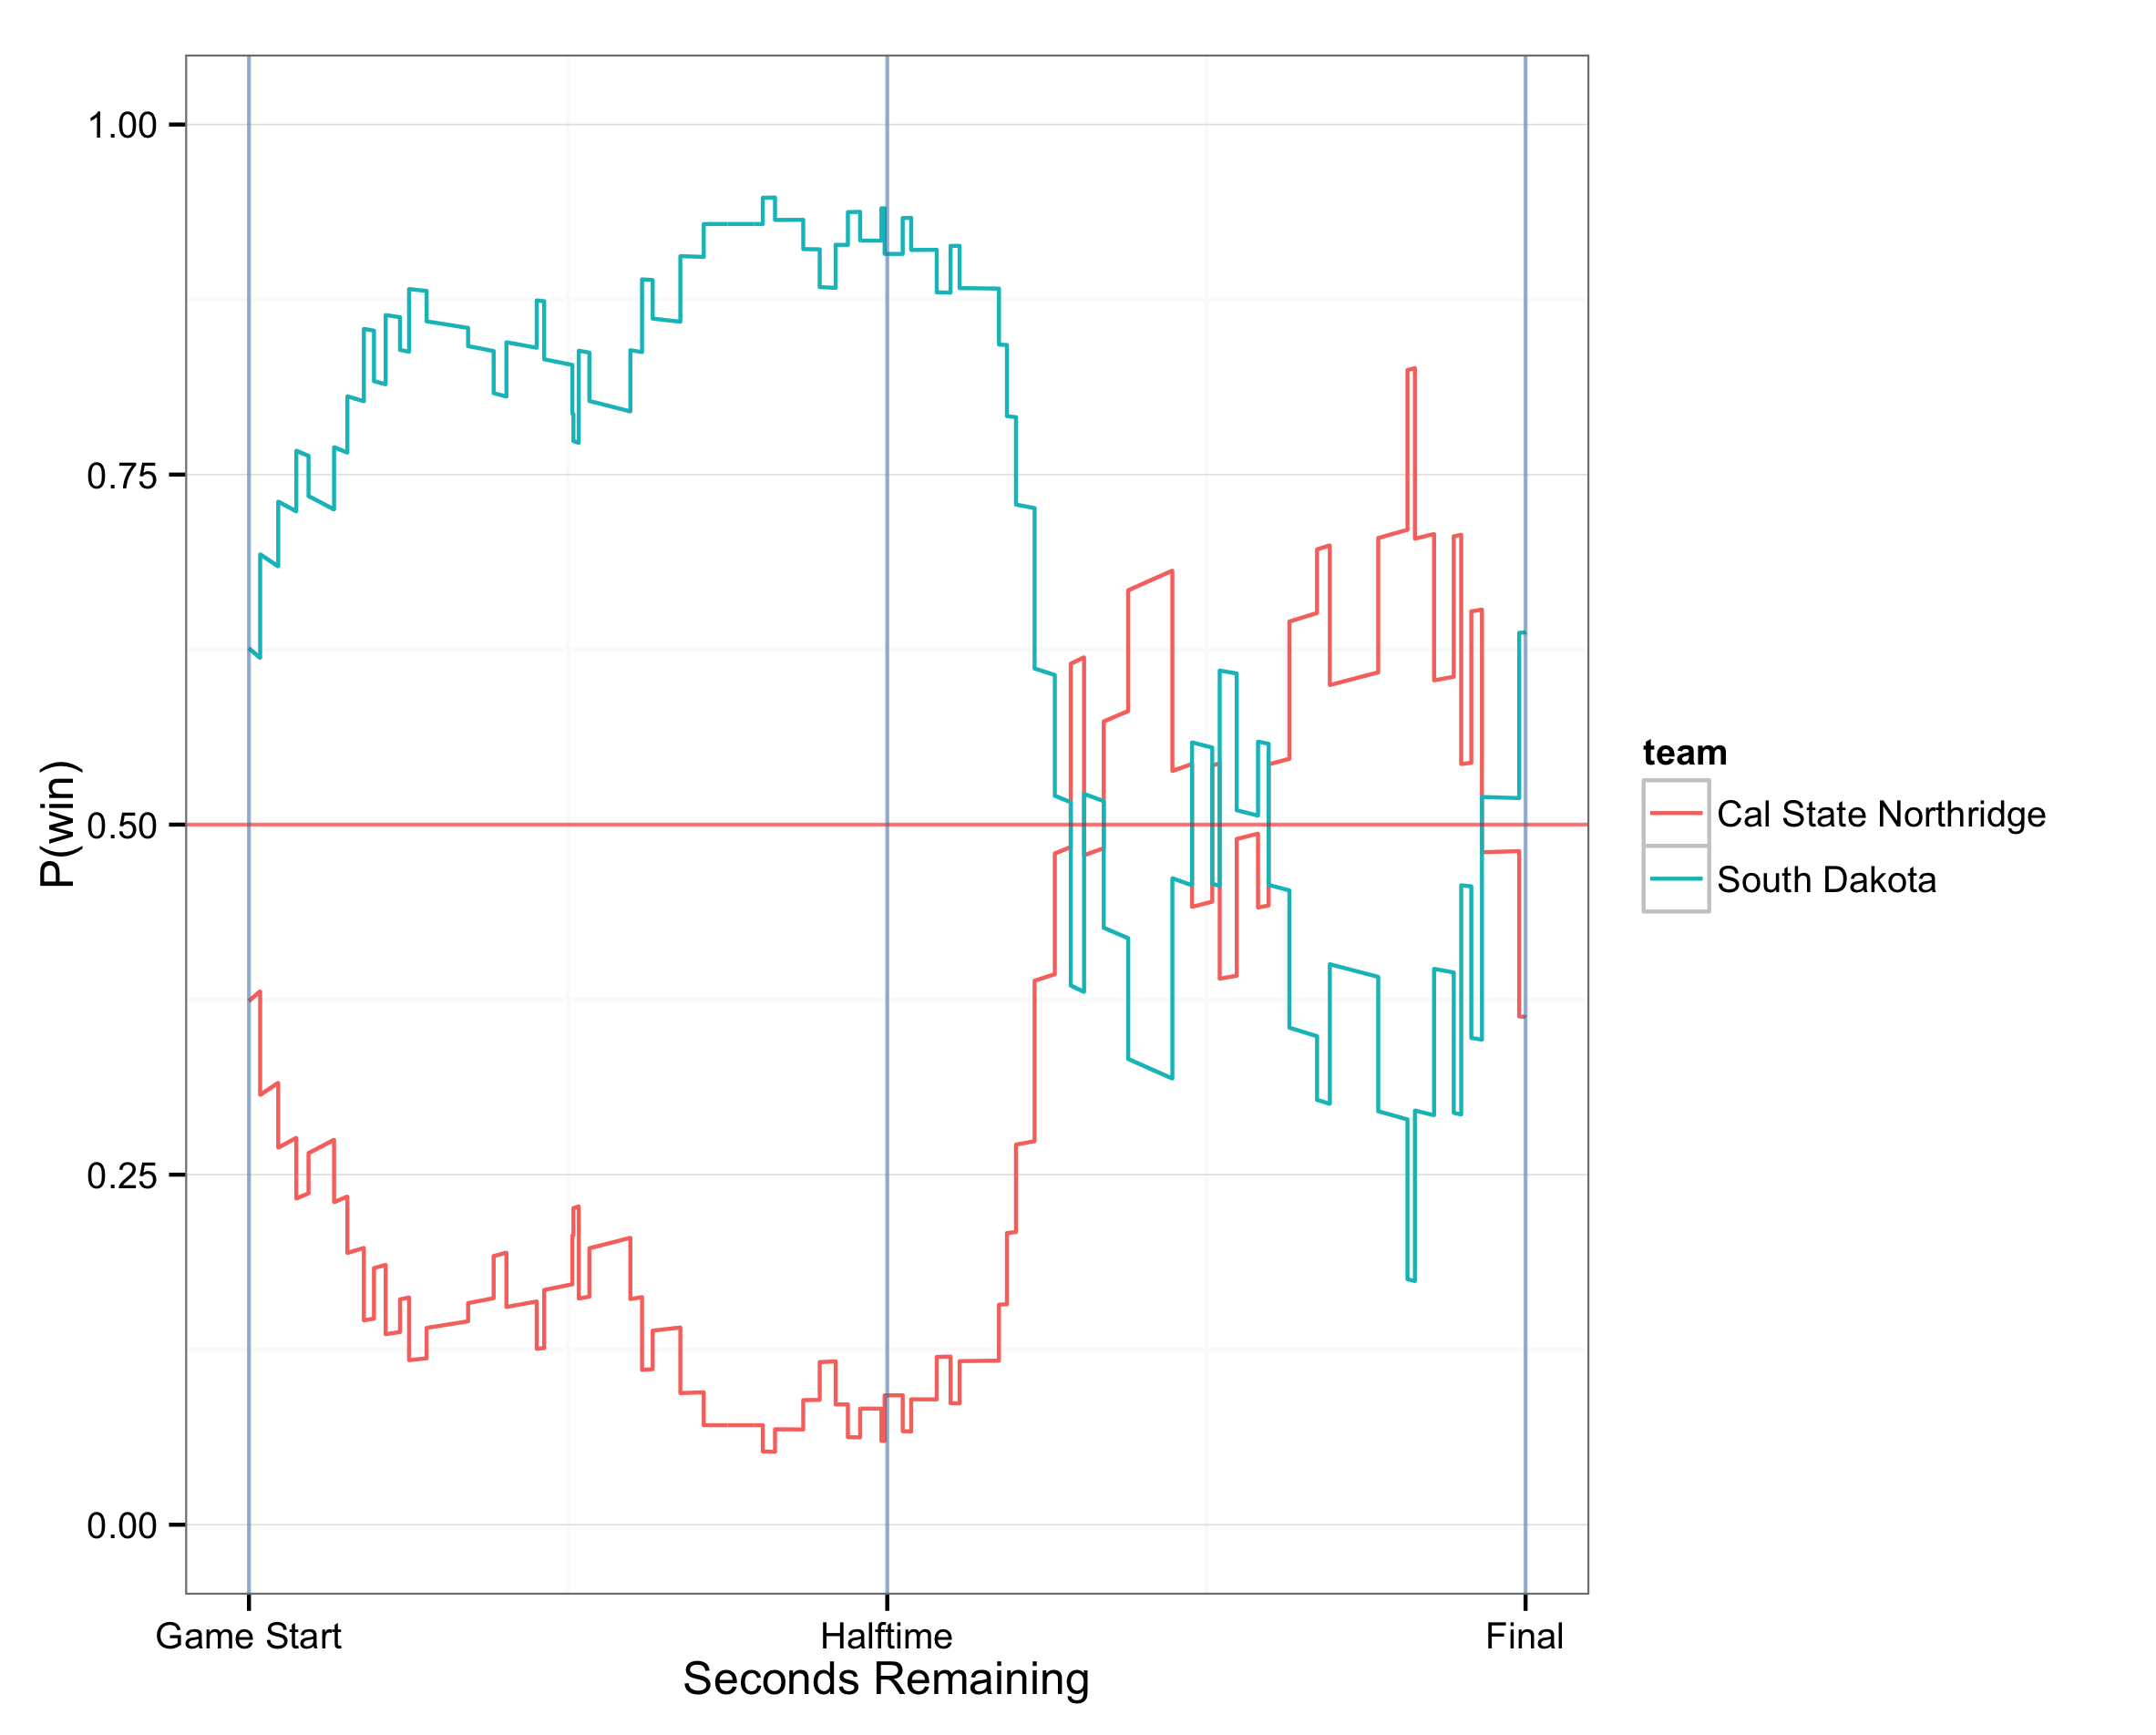 1.00
0.75
0.50
0.25
0.00
P(win)
Game Start
Halftime
Final
Seconds Remaining
team
Cal State Northridge
South Dakota